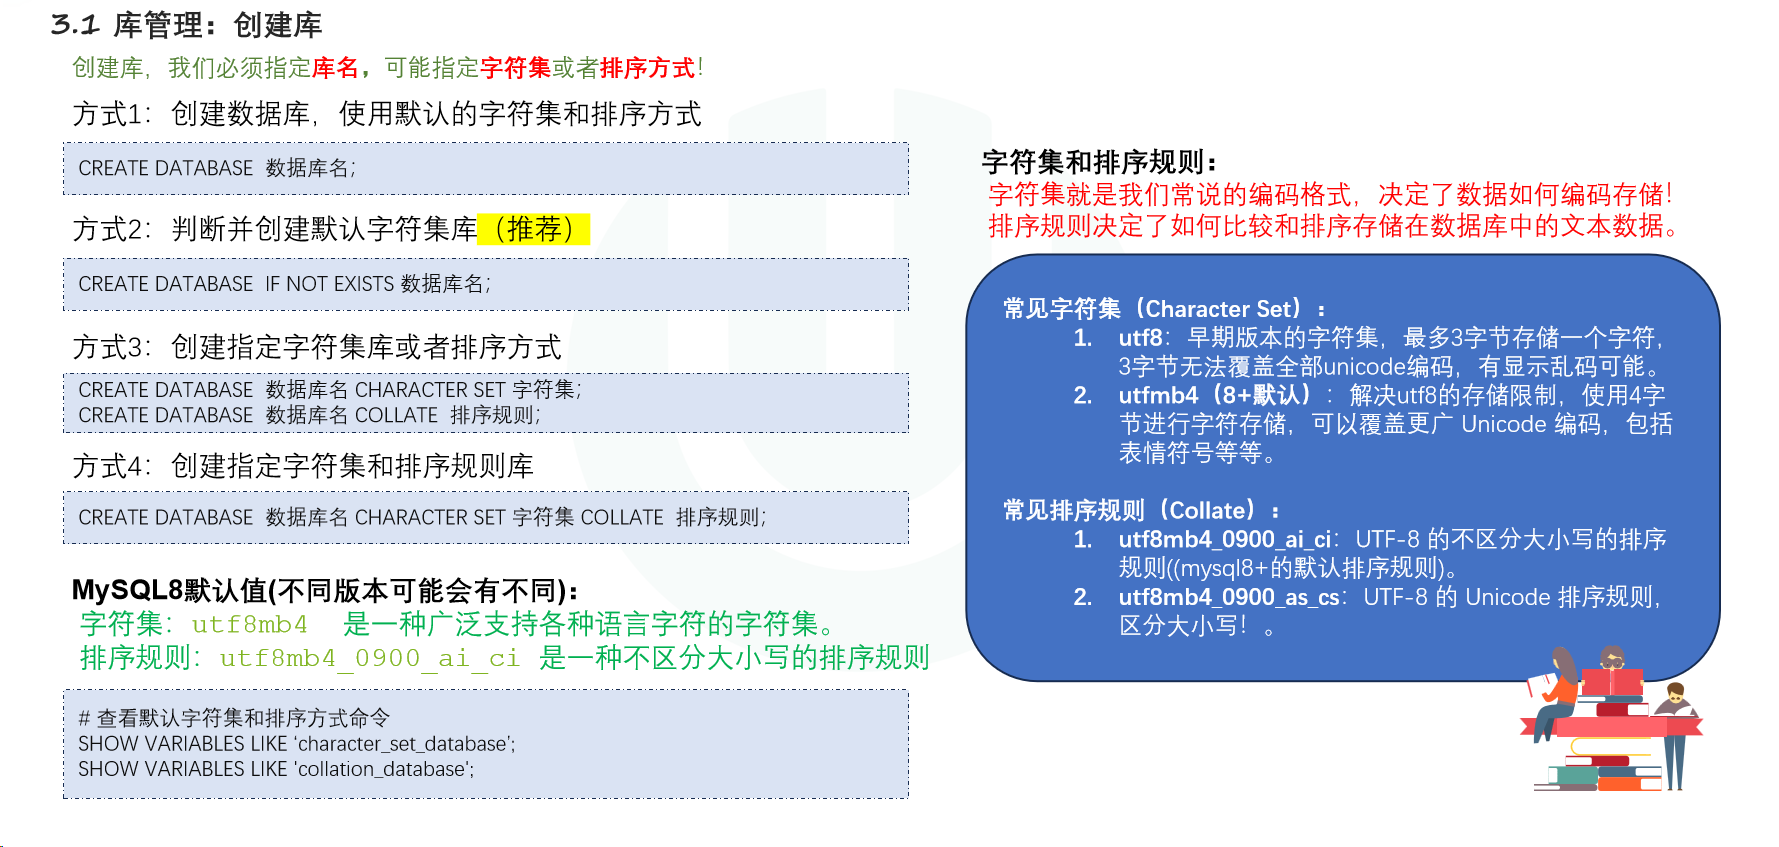 3.1 库管理：创建库
创建库，我们必须指定库名，可能指定字符集或者排序方式！
方式1：创建数据库，使用默认的字符集和排序方式
CREATE DATABASE 数据库名;
方式2：判断并创建默认字符集库（推荐）
CREATE DATABASE IF NOT EXISTS 数据库名;
方式3：创建指定字符集库或者排序方式
CREATE DATABASE 数据库名 CHARACTER SET 字符集;
CREATE DATABASE 数据库名 COLLATE 排序规则;
方式4：创建指定字符集和排序规则库
CREATE DATABASE 数据库名 CHARACTER SET 字符集 COLLATE 排序规则;
MySQL8默认值(不同版本可能会有不同)：
字符集：utf8mb4 是一种广泛支持各种语言字符的字符集。
排序规则：utf8mb4_0900_ai_ci 是一种不区分大小写的排序规则
# 查看默认字符集和排序方式命令
SHOW VARIABLES LIKE ‘character_set_database’;
SHOW VARIABLES LIKE 'collation_database';
字符集和排序规则：
字符集就是我们常说的编码格式，决定了数据如何编码存储！
排序规则决定了如何比较和排序存储在数据库中的文本数据。
常见字符集（Character Set）：
1. utf8：早期版本的字符集，最多3字节存储一个字符，
3字节无法覆盖全部unicode编码，有显示乱码可能。
2. utfmb4（8+默认）：解决utf8的存储限制，使用4字
节进行字符存储，可以覆盖更广 Unicode 编码，包括
表情符号等等。
常见排序规则（Collate）：
1. utf8mb4_0900_ai_ci：UTF-8 的不区分大小写的排序
规则((mysql8+的默认排序规则)。
2. utf8mb4_0900_as_cs：UTF-8 的 Unicode 排序规则，
区分大小写！。